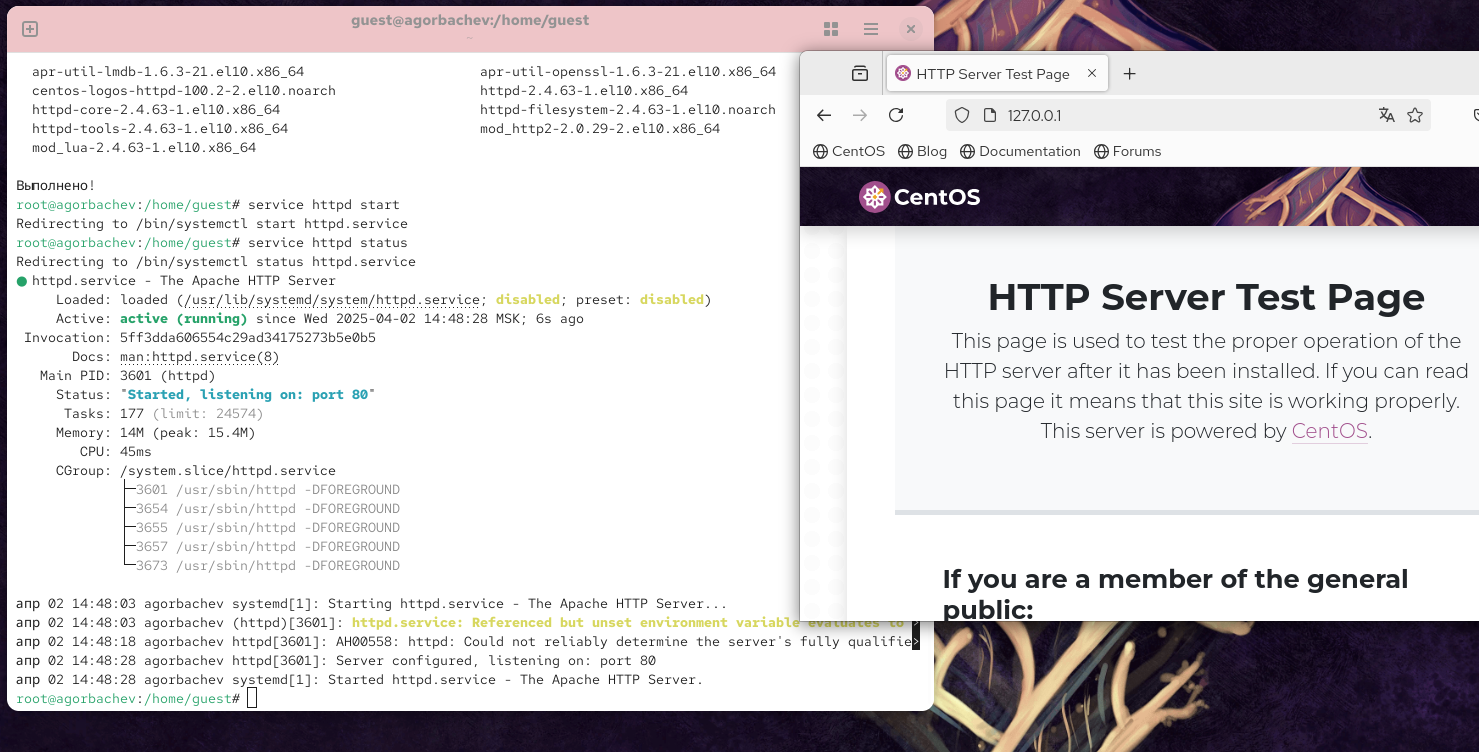 guest@agorbachev:/home/guest
~
apr-util-lmdb-1.6.3-21.el10.x86_64 apr-util-openssl-1.6.3-21.el10.x86_64
centos-logos-httpd-100.2-2.el10.noarch httpd-2.4.63-1.el10.x86_64
httpd-core-2.4.63-1.el10.x86_64 httpd-filesystem-2.4.63-1.el10.noarch
httpd-tools-2.4.63-1.el10.x86_64 mod_http2-2.0.29-2.el10.x86_64
mod_lua-2.4.63-1.el10.x86_64
Выполнено!
root@agorbachev:/home/guest# service httpd start
Redirecting to /bin/systemctl start httpd.service
root@agorbachev:/home/guest# service httpd status
Redirecting to /bin/systemctl status httpd.service
● httpd.service - The Apache HTTP Server
Loaded: loaded (/usr/lib/systemd/system/httpd.service; disabled; preset: disabled)
Active: active (running) since Wed 2025-04-02 14:48:28 MSK; 6s ago
Invocation: 5ff3dda606554c29ad34175273b5e0b5
Docs: man:httpd.service(8)
Main PID: 3601 (httpd)
Status: "Started, listening on: port 80"
Tasks: 177 (limit: 24574)
Memory: 14M (peak: 15.4M)
CPU: 45ms
CGroup: /system.slice/httpd.service
├─3601 /usr/sbin/httpd -DFOREGROUND
├─3654 /usr/sbin/httpd -DFOREGROUND
├─3655 /usr/sbin/httpd -DFOREGROUND
├─3657 /usr/sbin/httpd -DFOREGROUND
└─3673 /usr/sbin/httpd -DFOREGROUND
апр 02 14:48:03 agorbachev systemd[1]: Starting httpd.service - The Apache HTTP Server...
апр 02 14:48:03 agorbachev (httpd)[3601]: httpd.service: Referenced but unset environment variable evaluates to >
апр 02 14:48:18 agorbachev httpd[3601]: AH00558: httpd: Could not reliably determine the server's fully qualifie>
апр 02 14:48:28 agorbachev httpd[3601]: Server configured, listening on: port 80
апр 02 14:48:28 agorbachev systemd[1]: Started httpd.service - The Apache HTTP Server.
root@agorbachev:/home/guest#
HTTP Server Test Page
127.0.0.1
CentOS Blog Documentation Forums
CentOS
HTTP Server Test Page
This page is used to test the proper operation of the
HTTP server after it has been installed. If you can read
this page it means that this site is working properly.
This server is powered by CentOS.
If you are a member of the general
public: